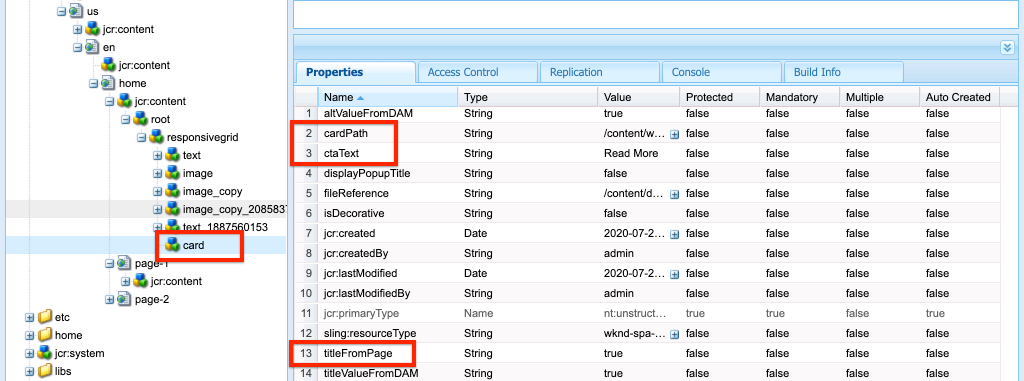 us
jcr:content
en
jcr:content
home
jcr:content
root
responsivegrid
text
image
image_copy
image_copy_2085837
text_1887560153
card
page-1
jcr:content
page-2
etc
home
jcr:system
libs
Properties Access Control Replication Console Build Info
Name Type Value Protected Mandatory Multiple Auto Created
1 altValueFromDAM String true false false false false
2 cardPath String /content/w... false false false false
3 ctaText String Read More false false false false
4 displayPopupTitle String false false false false false
5 fileReference String /content/d... false false false false
6 isDecorative String false false false false false
7 jcr:created Date 2020-07-2... false false false false
8 jcr:createdBy String admin false false false false
9 jcr:lastModified Date 2020-07-2... false false false false
10 jcr:lastModifiedBy String admin false false false false
11 jcr:primaryType Name nt:unstruct... true true false true
12 sling:resourceType String wknd-spa-... false false false false
13 titleFromPage String true false false false false
14 titleValueFromDAM String true false false false false